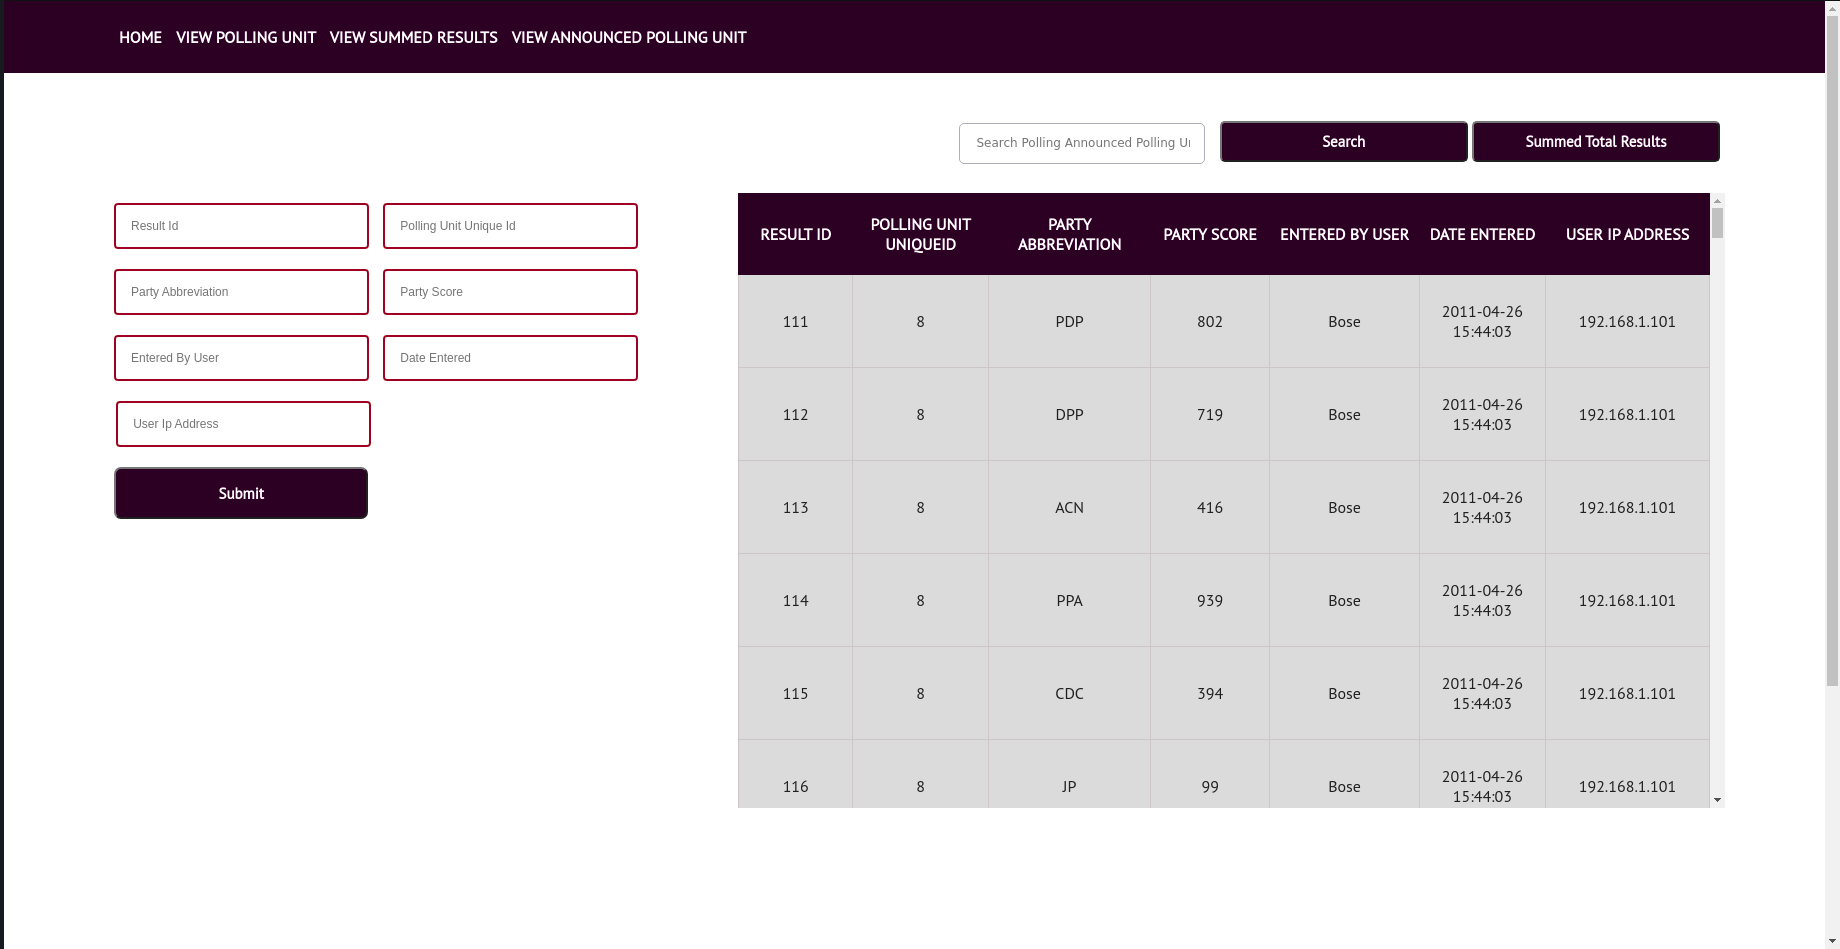 HOME VIEW POLLING UNIT VIEW SUMMED RESULTS VIEW ANNOUNCED POLLING UNIT
Search Polling Announced Polling Search Summed Total Results
Result Id Polling Unit Unique Id
Party Abbreviation Party Score
Entered By User Date Entered
User Ip Address
Submit
RESULT ID POLLING UNIT UNIQUEID PARTY ABBREVIATION PARTY SCORE ENTERED BY USER DATE ENTERED USER IP ADDRESS
111 8 PDP 802 Bose 2011-04-26 15:44:03 192.168.1.101
112 8 DPP 719 Bose 2011-04-26 15:44:03 192.168.1.101
113 8 ACN 416 Bose 2011-04-26 15:44:03 192.168.1.101
114 8 PPA 939 Bose 2011-04-26 15:44:03 192.168.1.101
115 8 CDC 394 Bose 2011-04-26 15:44:03 192.168.1.101
116 8 JP 99 Bose 2011-04-26 15:44:03 192.168.1.101